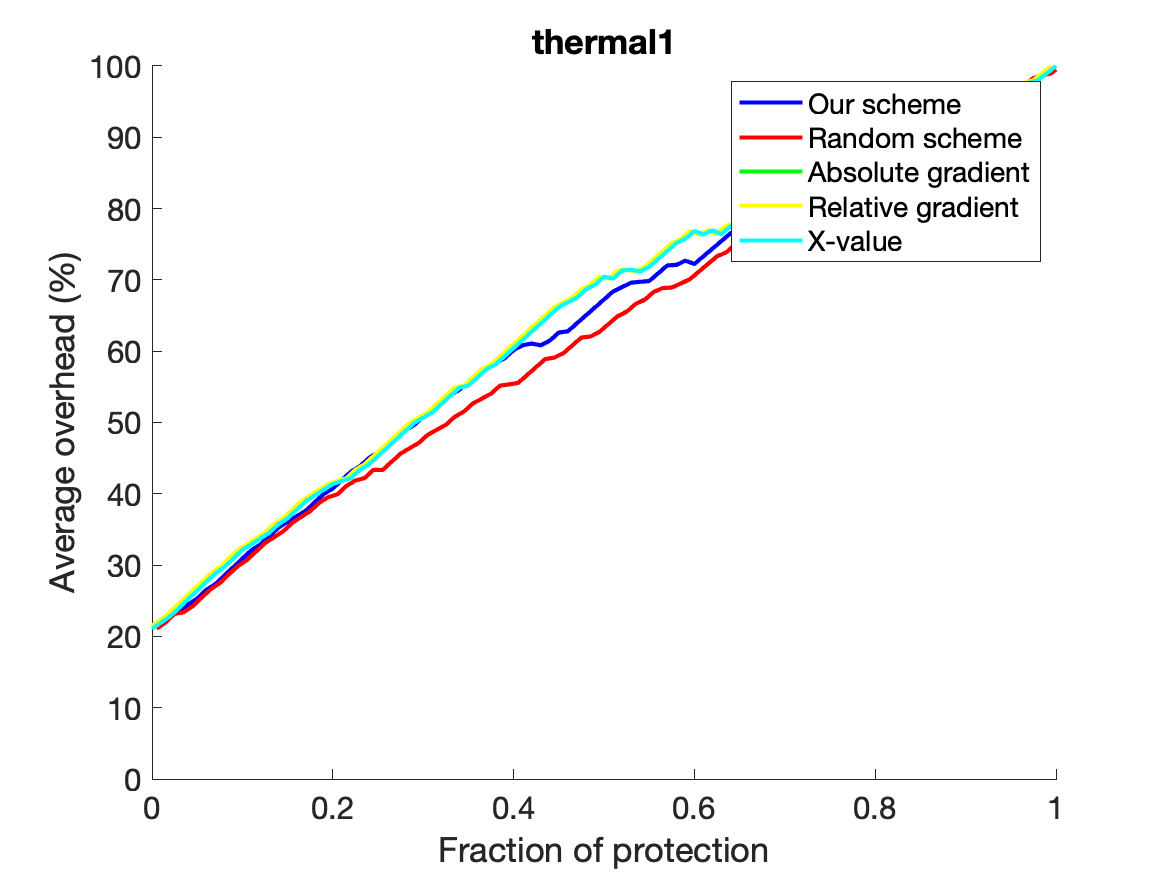 thermal1
100
90
80
70
60
50
40
30
20
10
0
Average overhead (%)
Our scheme
Random scheme
Absolute gradient
Relative gradient
X-value
0 0.2 0.4 0.6 0.8 1
Fraction of protection